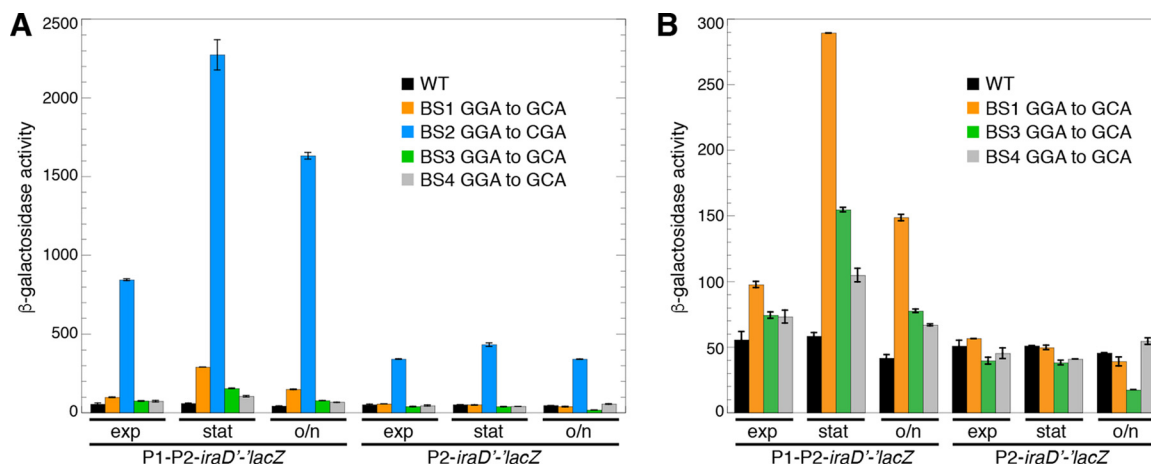 A
β-galactosidase activity
2500
2000
1500
1000
500
0
WT
BS1 GGA to GCA
BS2 GGA to CGA
BS3 GGA to GCA
BS4 GGA to GCA
exp stat o/n exp stat o/n
P1-P2-iraD'-'lacZ P2-iraD'-'lacZ
B
β-galactosidase activity
300
250
200
150
100
50
0
WT
BS1 GGA to GCA
BS3 GGA to GCA
BS4 GGA to GCA
exp stat o/n exp stat o/n
P1-P2-iraD'-'lacZ P2-iraD'-'lacZ